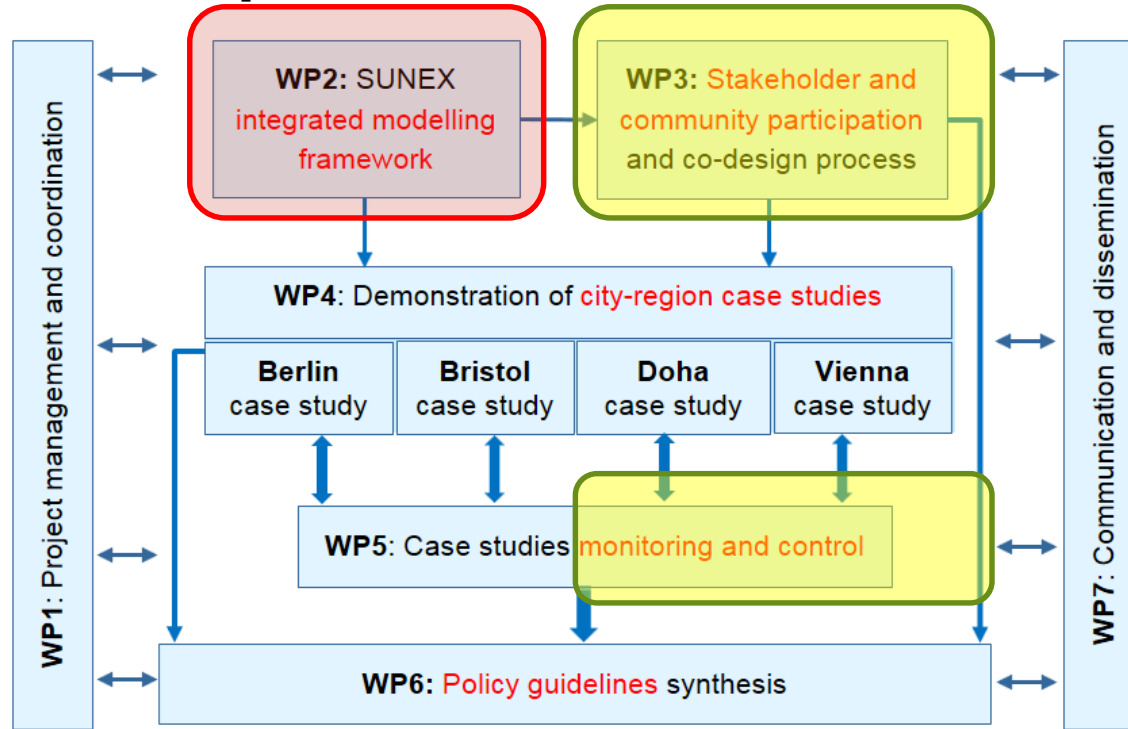 WP1: Project management and coordination
WP2: SUNEX
integrated modelling
framework
WP3: Stakeholder and
community participation
and co-design process
WP4: Demonstration of city-region case studies
Berlin
case study
Bristol
case study
Doha
case study
Vienna
case study
WP5: Case studies monitoring and control
WP6: Policy guidelines synthesis
WP7: Communication and dissemination